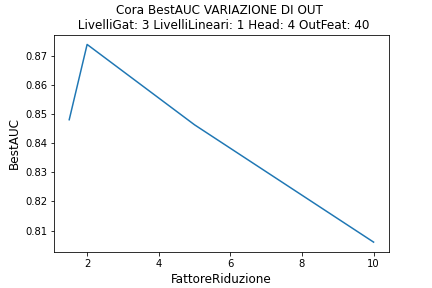 Cora BestAUC VARIAZIONE DI OUT
LivelliGat: 3 LivelliLineari: 1 Head: 4 OutFeat: 40
0.87
0.86
0.85
0.84
0.83
0.82
0.81
BestAUC
2 4 6 8 10
FattoreRiduzione